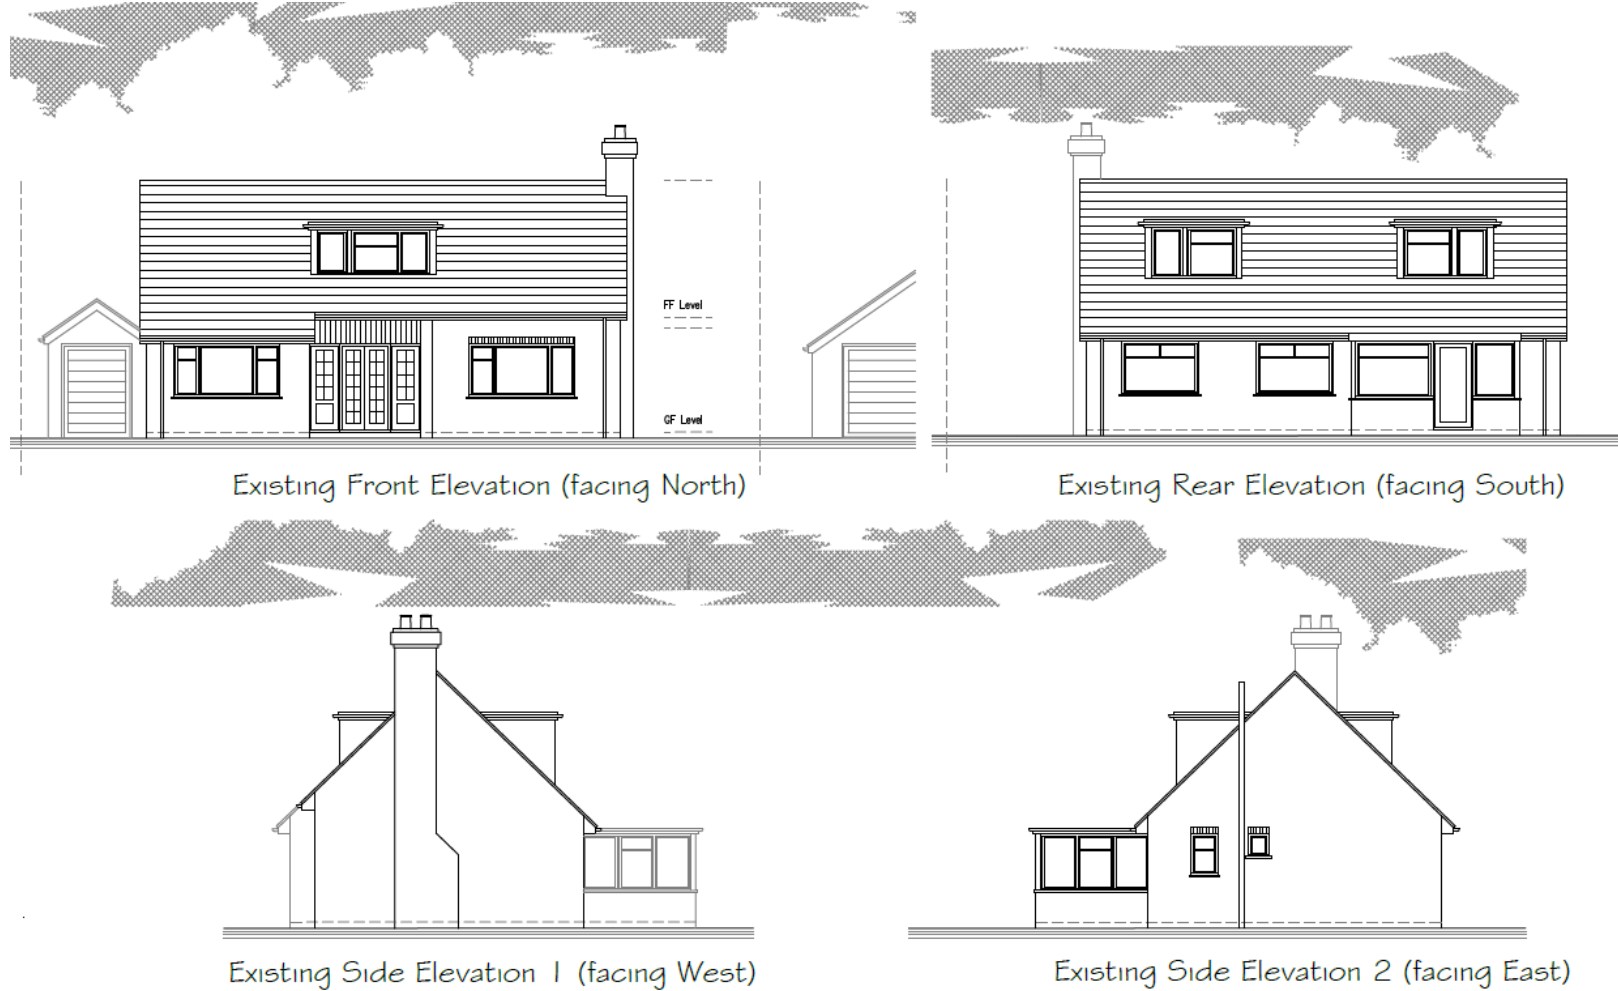 FF Level
GF Level
Existing Front Elevation (facing North)
Existing Rear Elevation (facing South)
Existing Side Elevation 1 (facing West)
Existing Side Elevation 2 (facing East)